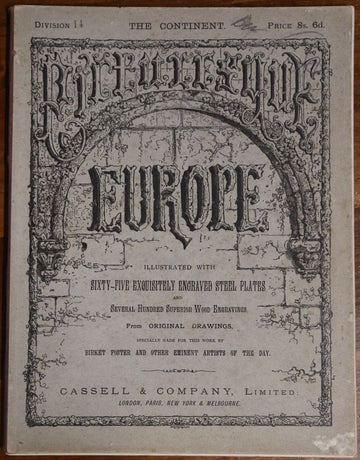 Division 14 THE CONTINENT. Price 8s. 6d.
PICTURESQUE
EUROPE
ILLUSTRATED WITH
SIXTY-FIVE EXQUISITELY ENGRAVED STEEL PLATES
AND
SEVERAL HUNDRED SUPERIOR WOOD ENGRAVINGS,
From ORIGINAL DRAWINGS,
SPECIALLY MADE FOR THIS WORK BY
BIRKET FOSTER AND OTHER EMINENT ARTISTS OF THE DAY.
CASSELL & COMPANY, LIMITED:
LONDON, PARIS, NEW YORK & MELBOURNE.